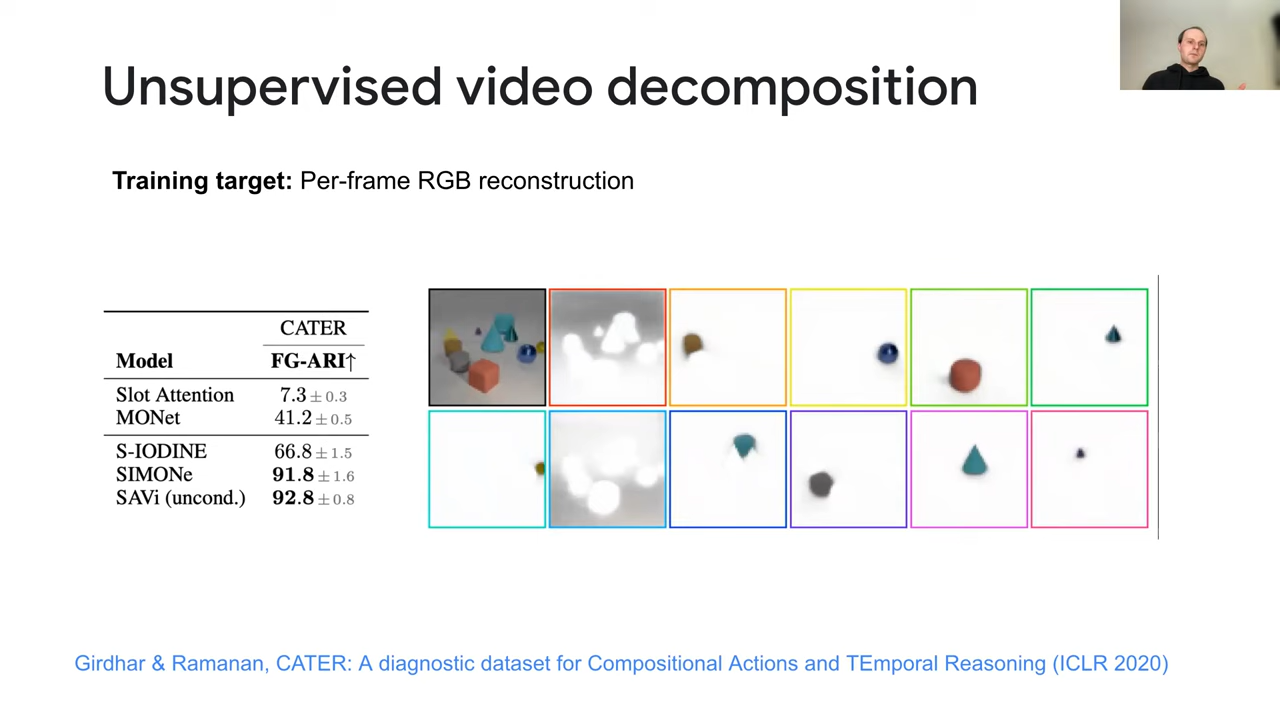 Unsupervised video decomposition
Training target: Per-frame RGB reconstruction
CATER
Model FG-ARI↑
Slot Attention 7.3 ± 0.3
MONet 41.2 ± 0.5
S-IODINE 66.8 ± 1.5
SIMONe 91.8 ± 1.6
SAVi (uncond.) 92.8 ± 0.8
Girdhar & Ramanan, CATER: A diagnostic dataset for Compositional Actions and TEmporal Reasoning (ICLR 2020)